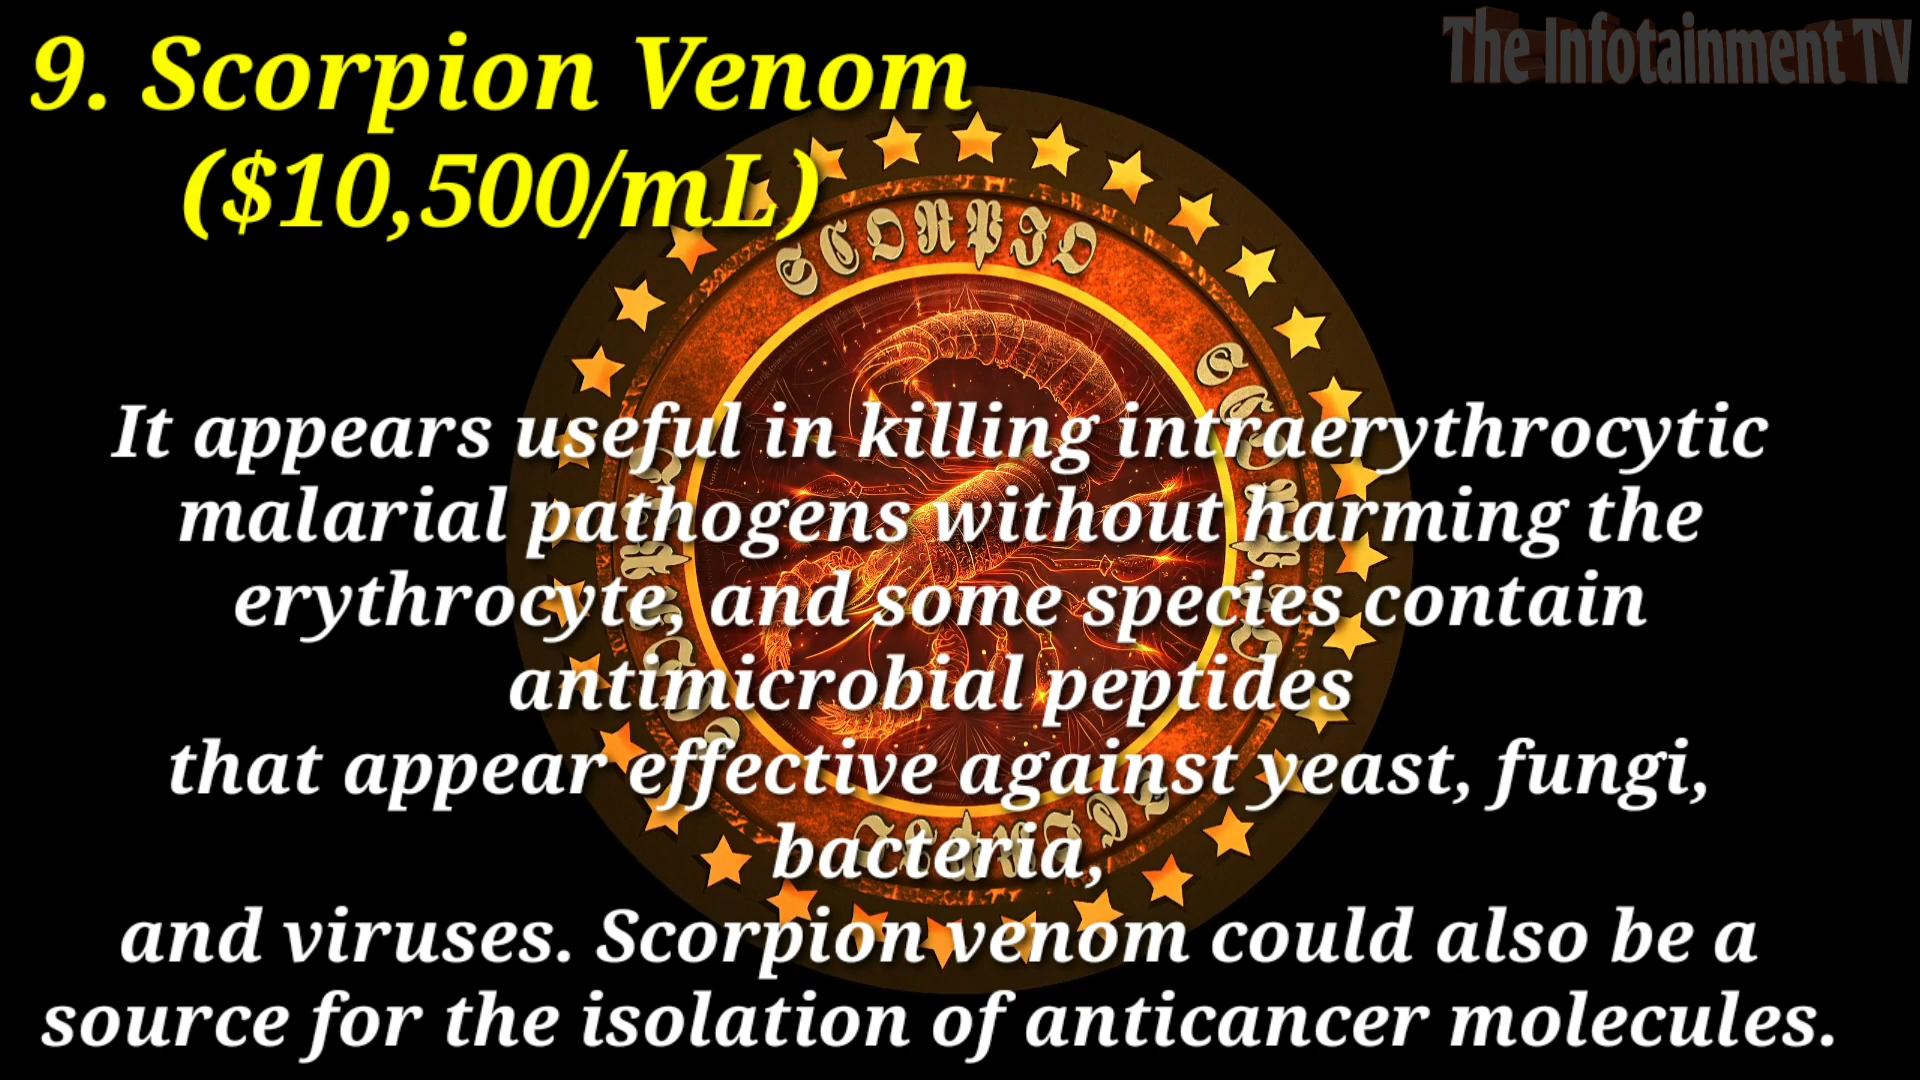 The Infotainment TV
9. Scorpion Venom
($10,500/mL)
SCORPIO
It appears useful in killing intraerythrocytic
malarial pathogens without harming the
erythrocyte, and some species contain
antimicrobial peptides
that appear effective against yeast, fungi,
bacteria,
and viruses. Scorpion venom could also be a
source for the isolation of anticancer molecules.